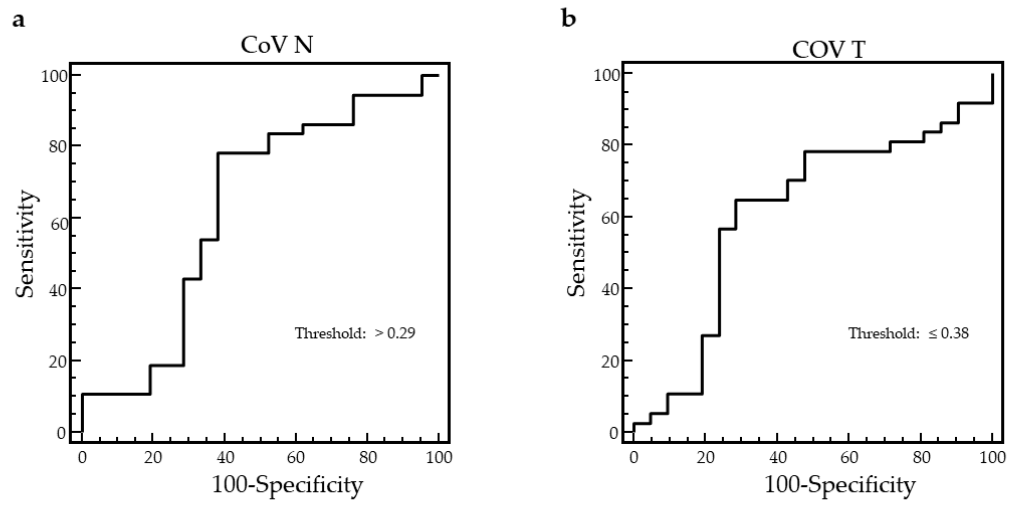 a
CoV N
100
80
60
40
20
0
Sensitivity
Threshold: > 0.29
0 20 40 60 80 100
100-Specificity
b
COV T
100
80
60
40
20
0
Sensitivity
Threshold: ≤ 0.38
0 20 40 60 80 100
100-Specificity